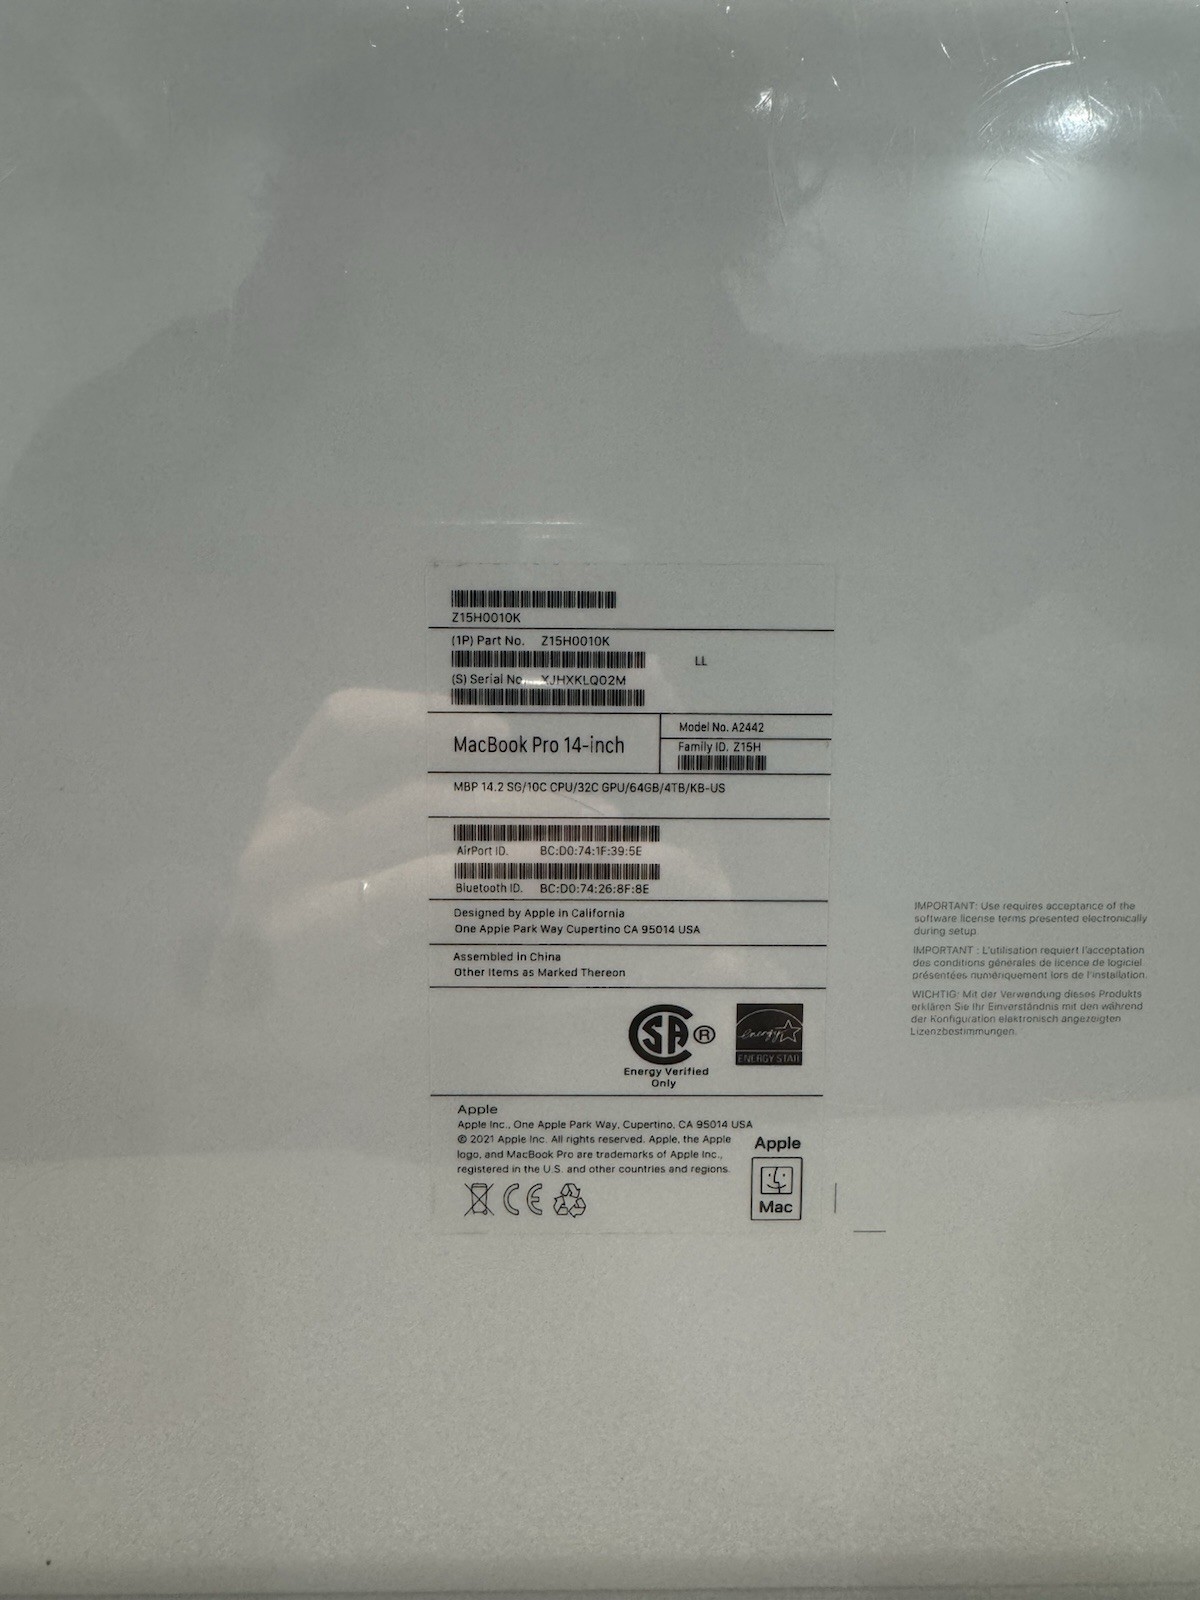 Z15H0010K
(1P) Part No. Z15H0010K
LL
(S) Serial No. XJHXKLQ02M
MacBook Pro 14-inch
Model No. A2442
Family ID. Z15H
MBP 14.2 SG/10C CPU/32C GPU/64GB/4TB/KB-US
AirPort ID. BC:D0:74:1F:39:5E
Bluetooth ID. BC:D0:74:26:8F:8E
Designed by Apple in California
One Apple Park Way Cupertino CA 95014 USA
Assembled in China
Other Items as Marked Thereon
SA ®
Energy Verified
Only
energy
ENERGY STAR
Apple
Apple Inc., One Apple Park Way, Cupertino, CA 95014 USA
© 2021 Apple Inc. All rights reserved. Apple, the Apple
logo, and MacBook Pro are trademarks of Apple Inc.,
registered in the U.S. and other countries and regions.
CE
Apple
Mac
IMPORTANT: Use requires acceptance of the
software license terms presented electronically
during setup.
IMPORTANT : L'utilisation requiert l'acceptation
des conditions générales de licence de logiciel
présentées numériquement lors de l'installation.
WICHTIG: Mit der Verwendung dieses Produkts
erklären Sie Ihr Einverständnis mit den während
der Konfiguration elektronisch angezeigten
Lizenzbestimmungen.